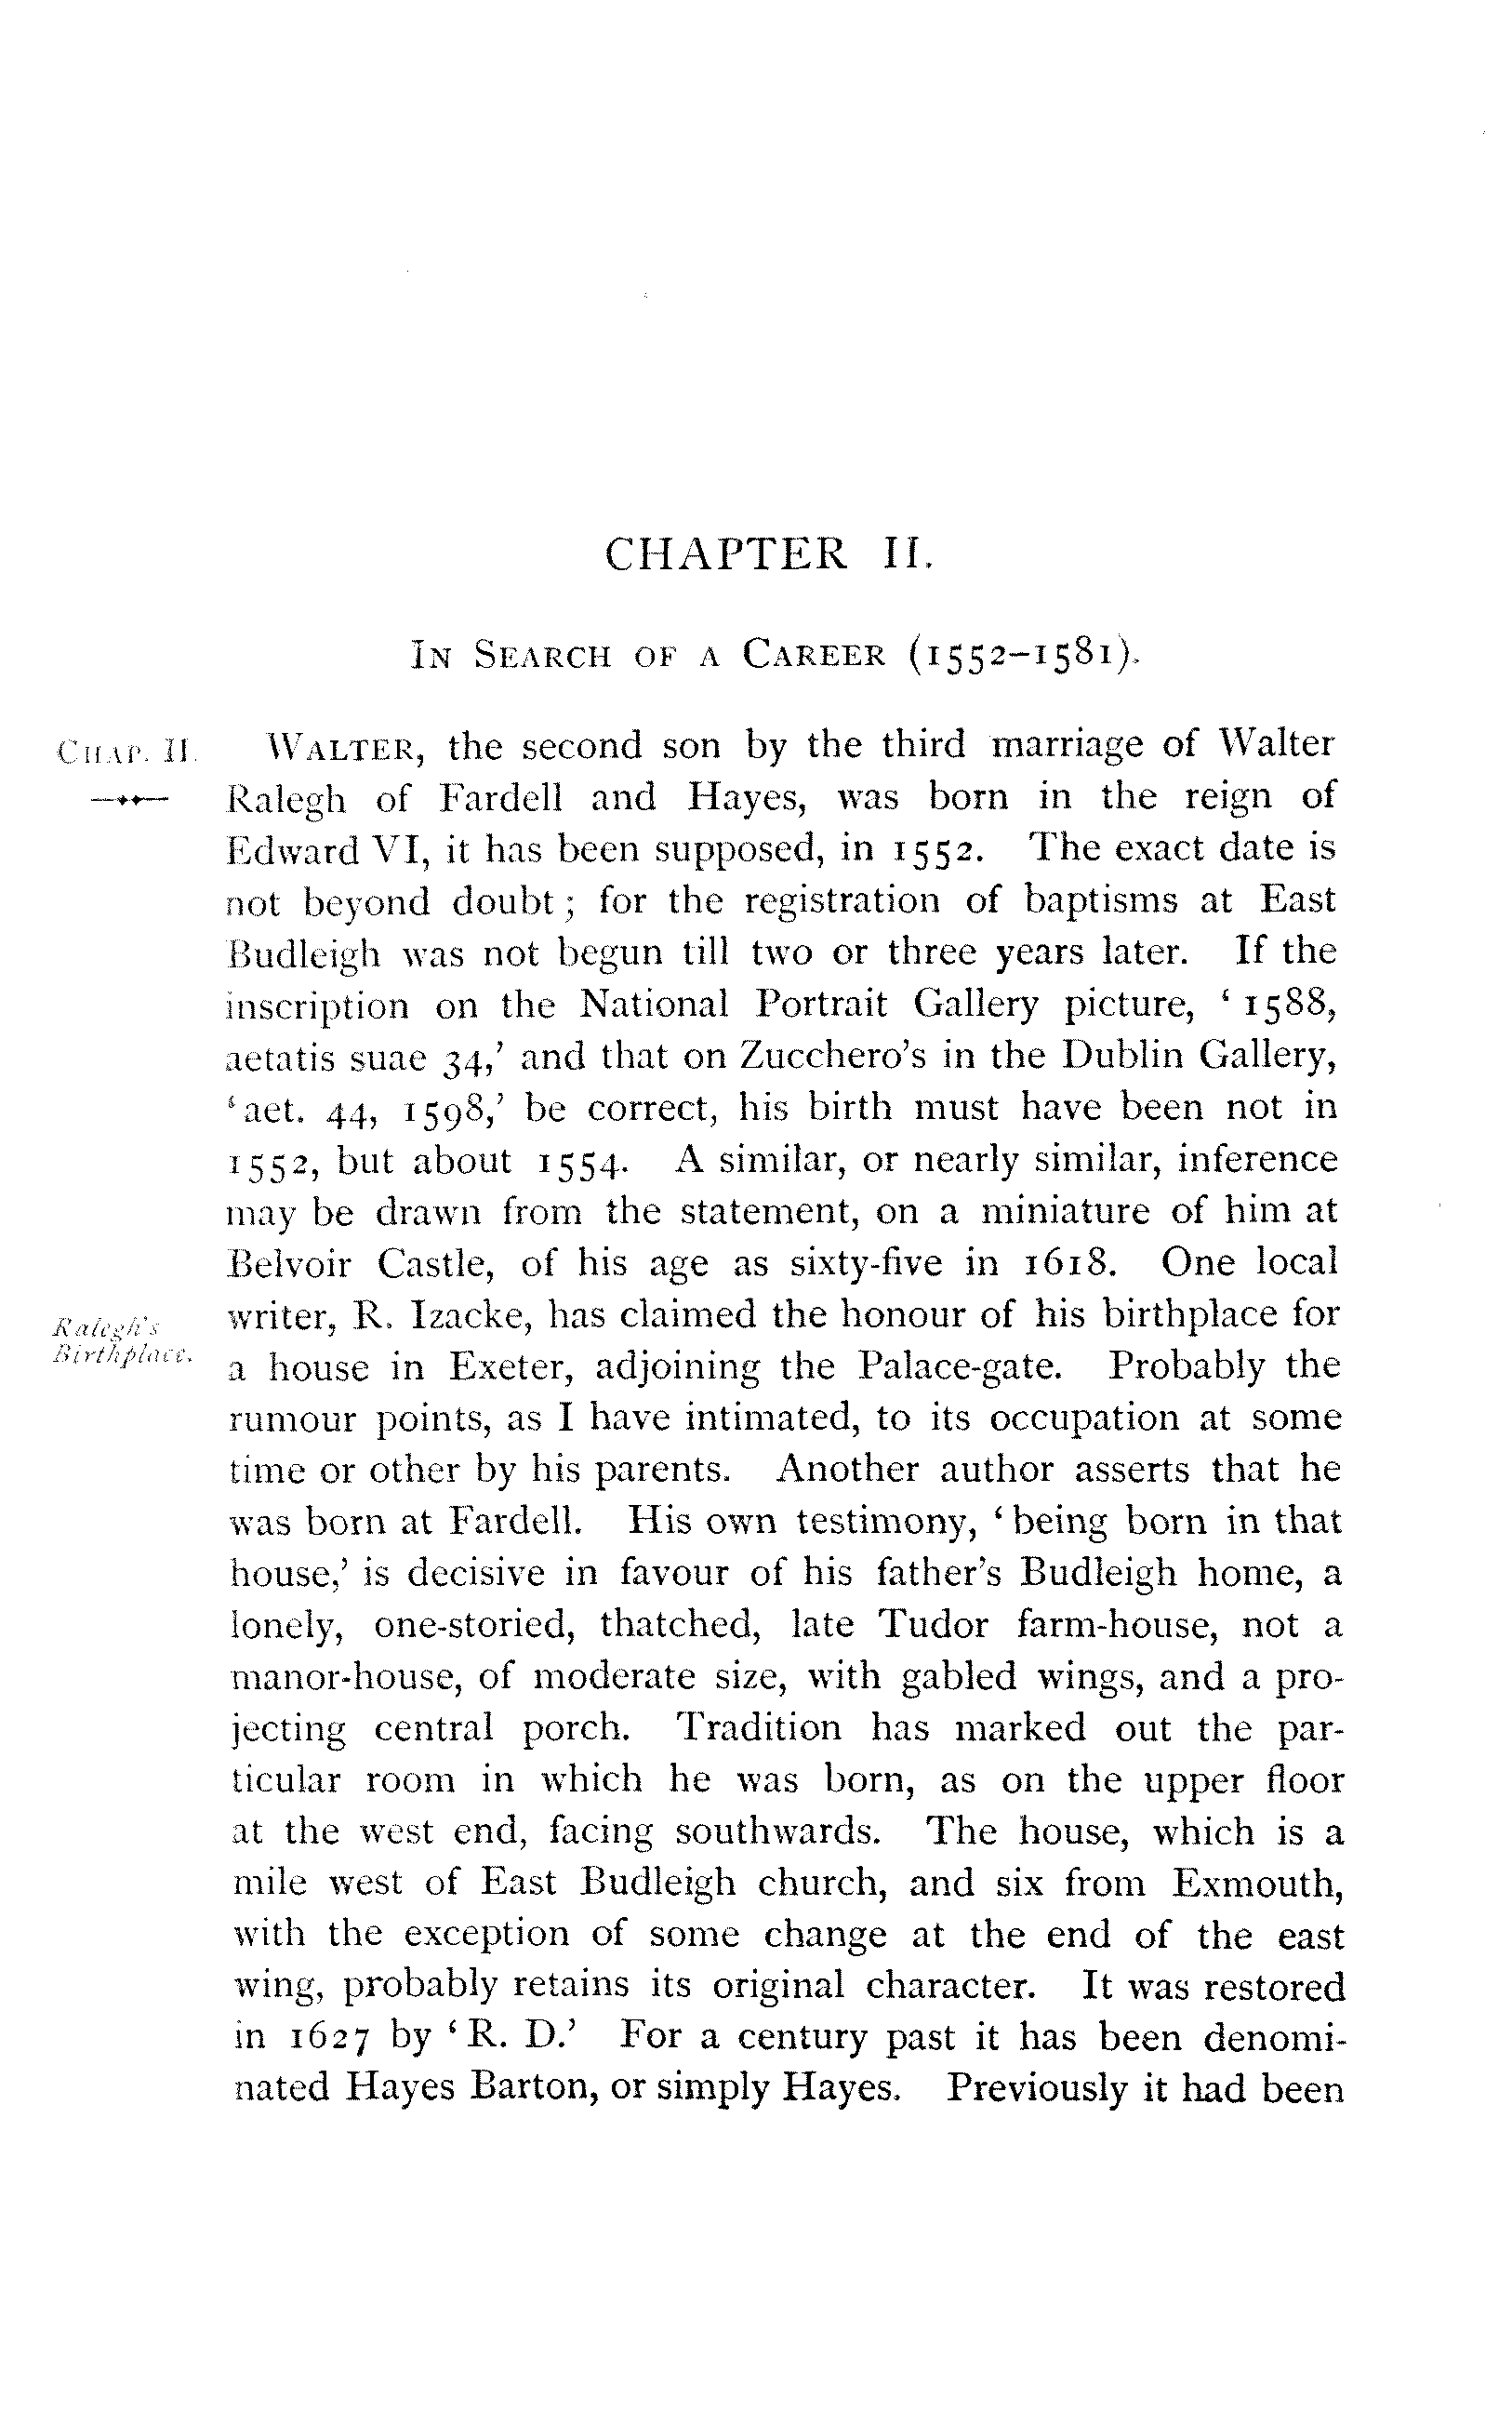 CHAPTER II.
IN SEARCH OF A CAREER (1552–1581).
CHAP. II.
WALTER, the second son by the third marriage of Walter
Ralegh of Fardell and Hayes, was born in the reign of
Edward VI, it has been supposed, in 1552. The exact date is
not beyond doubt; for the registration of baptisms at East
Budleigh was not begun till two or three years later. If the
inscription on the National Portrait Gallery picture, ‘1588,
aetatis suae 34,’ and that on Zucchero's in the Dublin Gallery,
‘aet. 44, 1598,’ be correct, his birth must have been not in
1552, but about 1554. A similar, or nearly similar, inference
may be drawn from the statement, on a miniature of him at
Belvoir Castle, of his age as sixty-five in 1618. One local
Ralegh's
Birthplace.
writer, R. Izacke, has claimed the honour of his birthplace for
a house in Exeter, adjoining the Palace-gate. Probably the
rumour points, as I have intimated, to its occupation at some
time or other by his parents. Another author asserts that he
was born at Fardell. His own testimony, ‘being born in that
house,’ is decisive in favour of his father's Budleigh home, a
lonely, one-storied, thatched, late Tudor farm-house, not a
manor-house, of moderate size, with gabled wings, and a pro-
jecting central porch. Tradition has marked out the par-
ticular room in which he was born, as on the upper floor
at the west end, facing southwards. The house, which is a
mile west of East Budleigh church, and six from Exmouth,
with the exception of some change at the end of the east
wing, probably retains its original character. It was restored
in 1627 by ‘R. D.’ For a century past it has been denomi-
nated Hayes Barton, or simply Hayes. Previously it had been